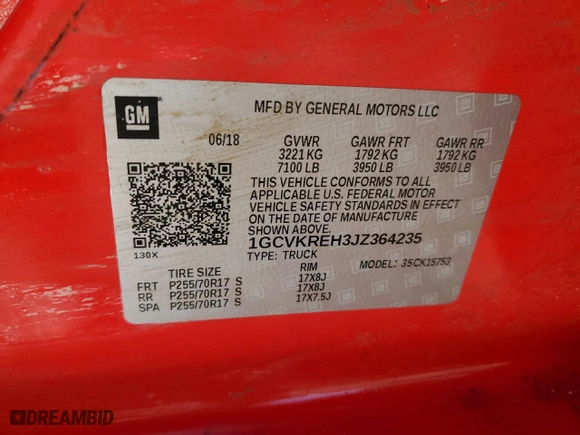 GM
MFD BY GENERAL MOTORS LLC
06/18 GVWR GAWR FRT GAWR RR
3221 KG 1792 KG 1792 KG
7100 LB 3950 LB 3950 LB
THIS VEHICLE CONFORMS TO ALL
APPLICABLE U.S. FEDERAL MOTOR
VEHICLE SAFETY STANDARDS IN EFFECT
ON THE DATE OF MANUFACTURE
SHOWN ABOVE.
1GCVKREH3JZ364235
130X TYPE: TRUCK MODEL: 35CK15753
TIRE SIZE RIM
FRT P255/70R17 S 17X8J
RR P255/70R17 S 17X8J
SPA P255/70R17 S 17X7.5J
DREAMBID